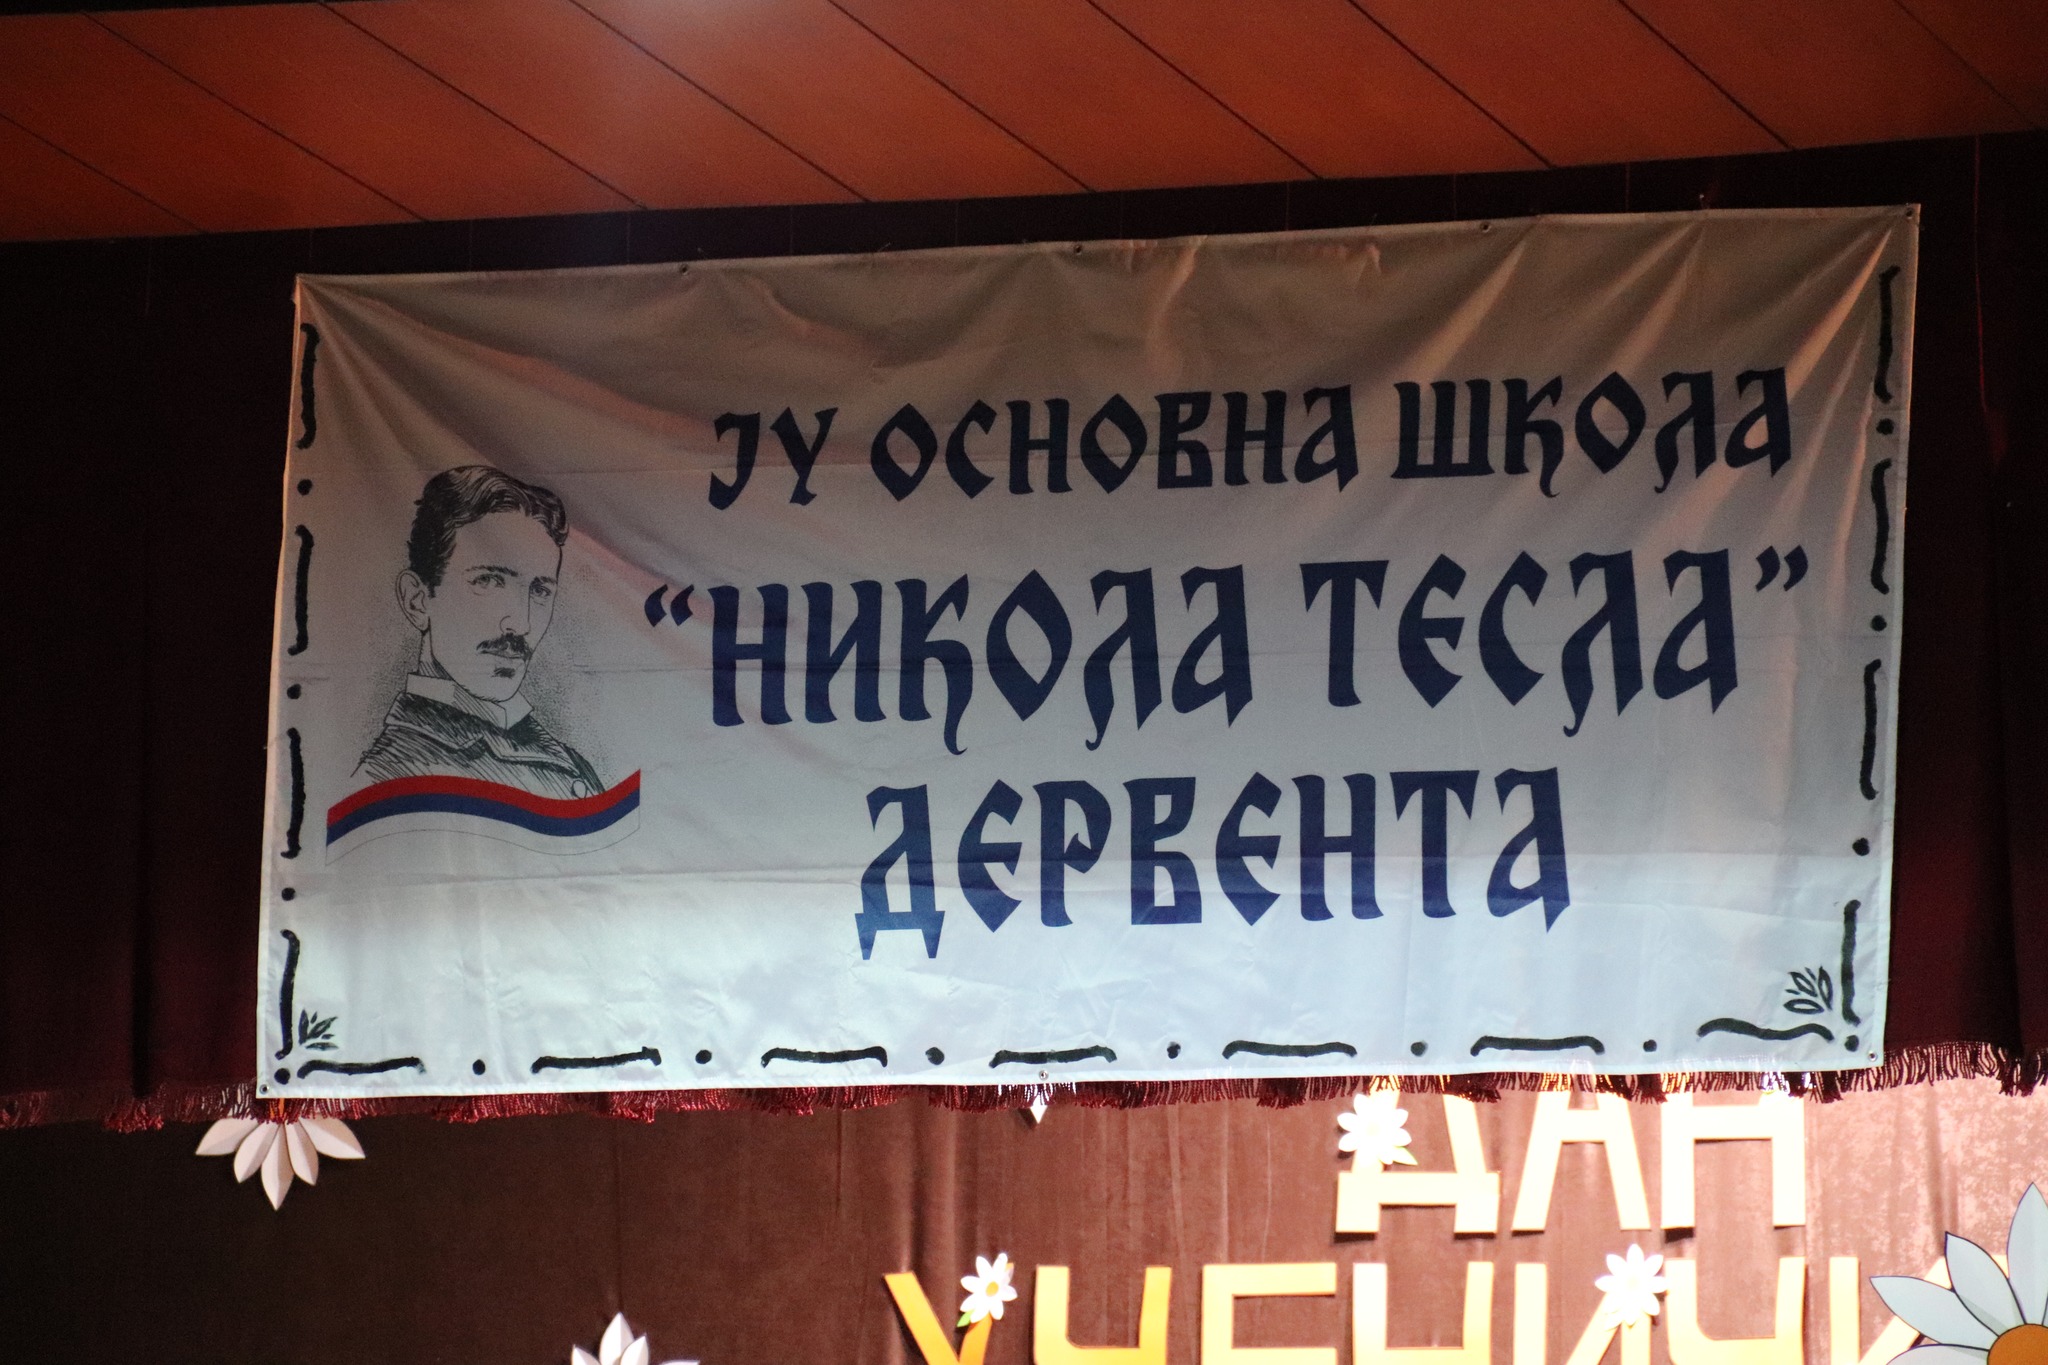 ЈУ ОСНОВНА ШКОЛА
“НИКОЛА ТЕСЛА”
ДЕРВЕНТА
ДАН